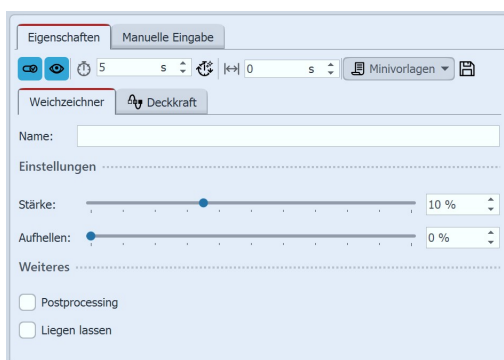 Eigenschaften Manuelle Eingabe
5 s 0 s Minivorlagen
Weichzeichner Deckkraft
Name:
Einstellungen
Stärke: 10 %
Aufhellen: 0 %
Weiteres
Postprocessing
Liegen lassen